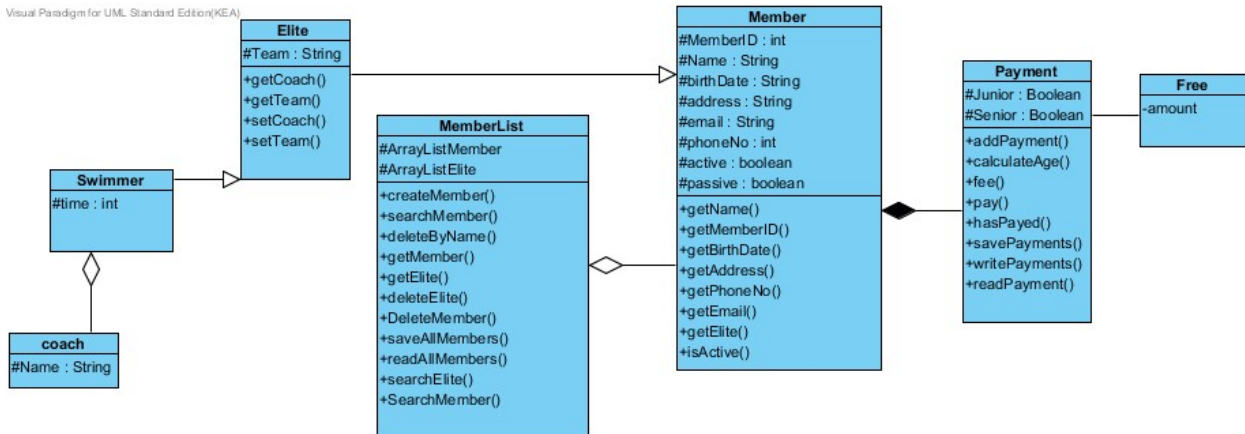 Visual Paradigm for UML Standard Edition(KEA)
Elite
#Team : String
+getCoach()
+getTeam()
+setCoach()
+setTeam()
Swimmer
#time : int
coach
#Name : String
MemberList
#ArrayListMember
#ArrayListElite
+createMember()
+searchMember()
+deleteByName()
+getMember()
+getElite()
+deleteElite()
+DeleteMember()
+saveAllMembers()
+readAllMembers()
+searchElite()
+SearchMember()
Member
#MemberID : int
#Name : String
#birthDate : String
#address : String
#email : String
#phoneNo : int
#active : boolean
#passive : boolean
+getName()
+getMemberID()
+getBirthDate()
+getAddress()
+getPhoneNo()
+getEmail()
+getElite()
+isActive()
Payment
#Junior : Boolean
#Senior : Boolean
+addPayment()
+calculateAge()
+fee()
+pay()
+hasPayed()
+savePayments()
+writePayments()
+readPayment()
Free
-amount